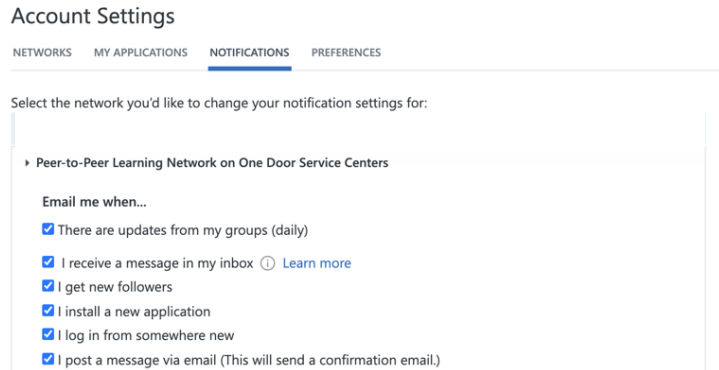 Account Settings
NETWORKS MY APPLICATIONS NOTIFICATIONS PREFERENCES
Select the network you'd like to change your notification settings for:
Peer-to-Peer Learning Network on One Door Service Centers
Email me when...
There are updates from my groups (daily)
I receive a message in my inbox Learn more
I get new followers
I install a new application
I log in from somewhere new
I post a message via email (This will send a confirmation email.)